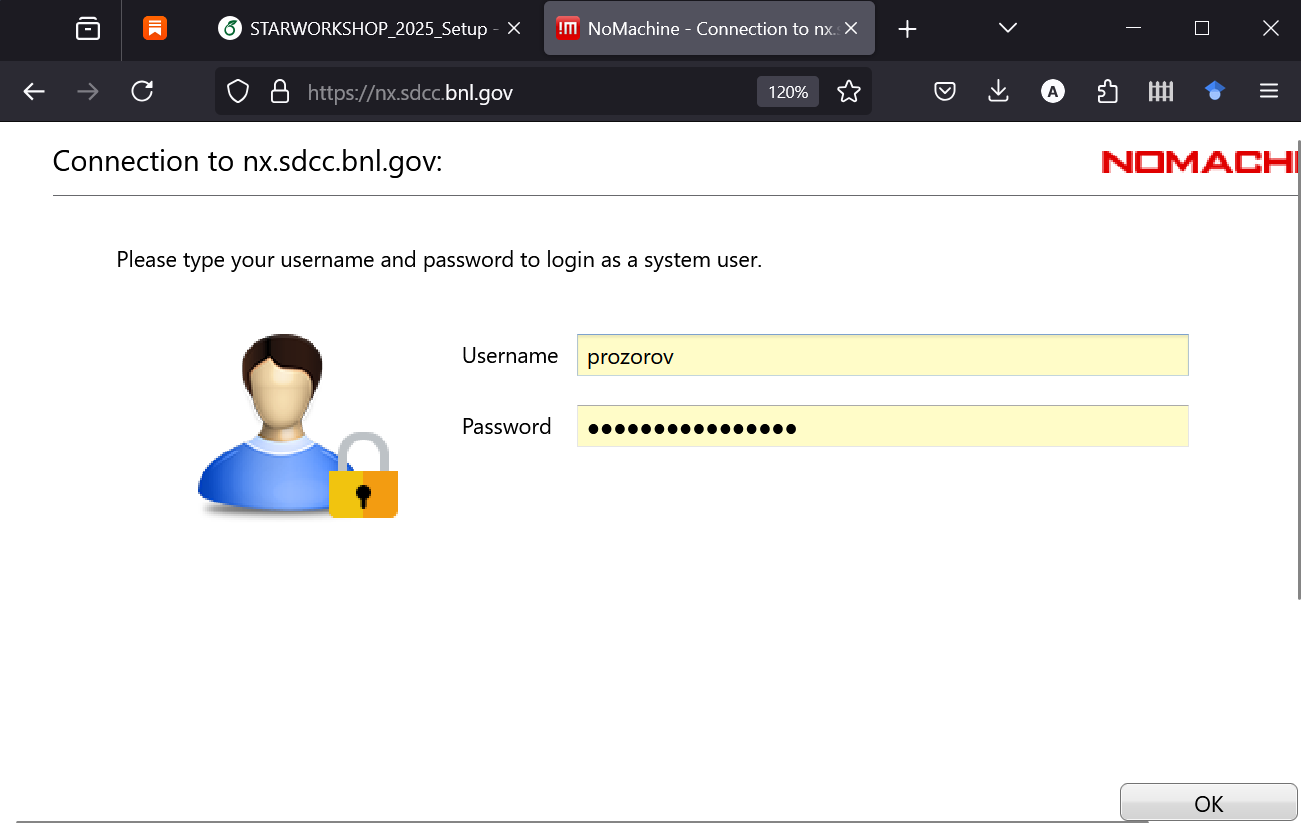 STARWORKSHOP_2025_Setup -
NoMachine - Connection to nx.s
https://nx.sdcc.bnl.gov
120%
A
Connection to nx.sdcc.bnl.gov:
NOMACHI
Please type your username and password to login as a system user.
Username
prozorov
Password
●●●●●●●●●●●●●●●●
OK